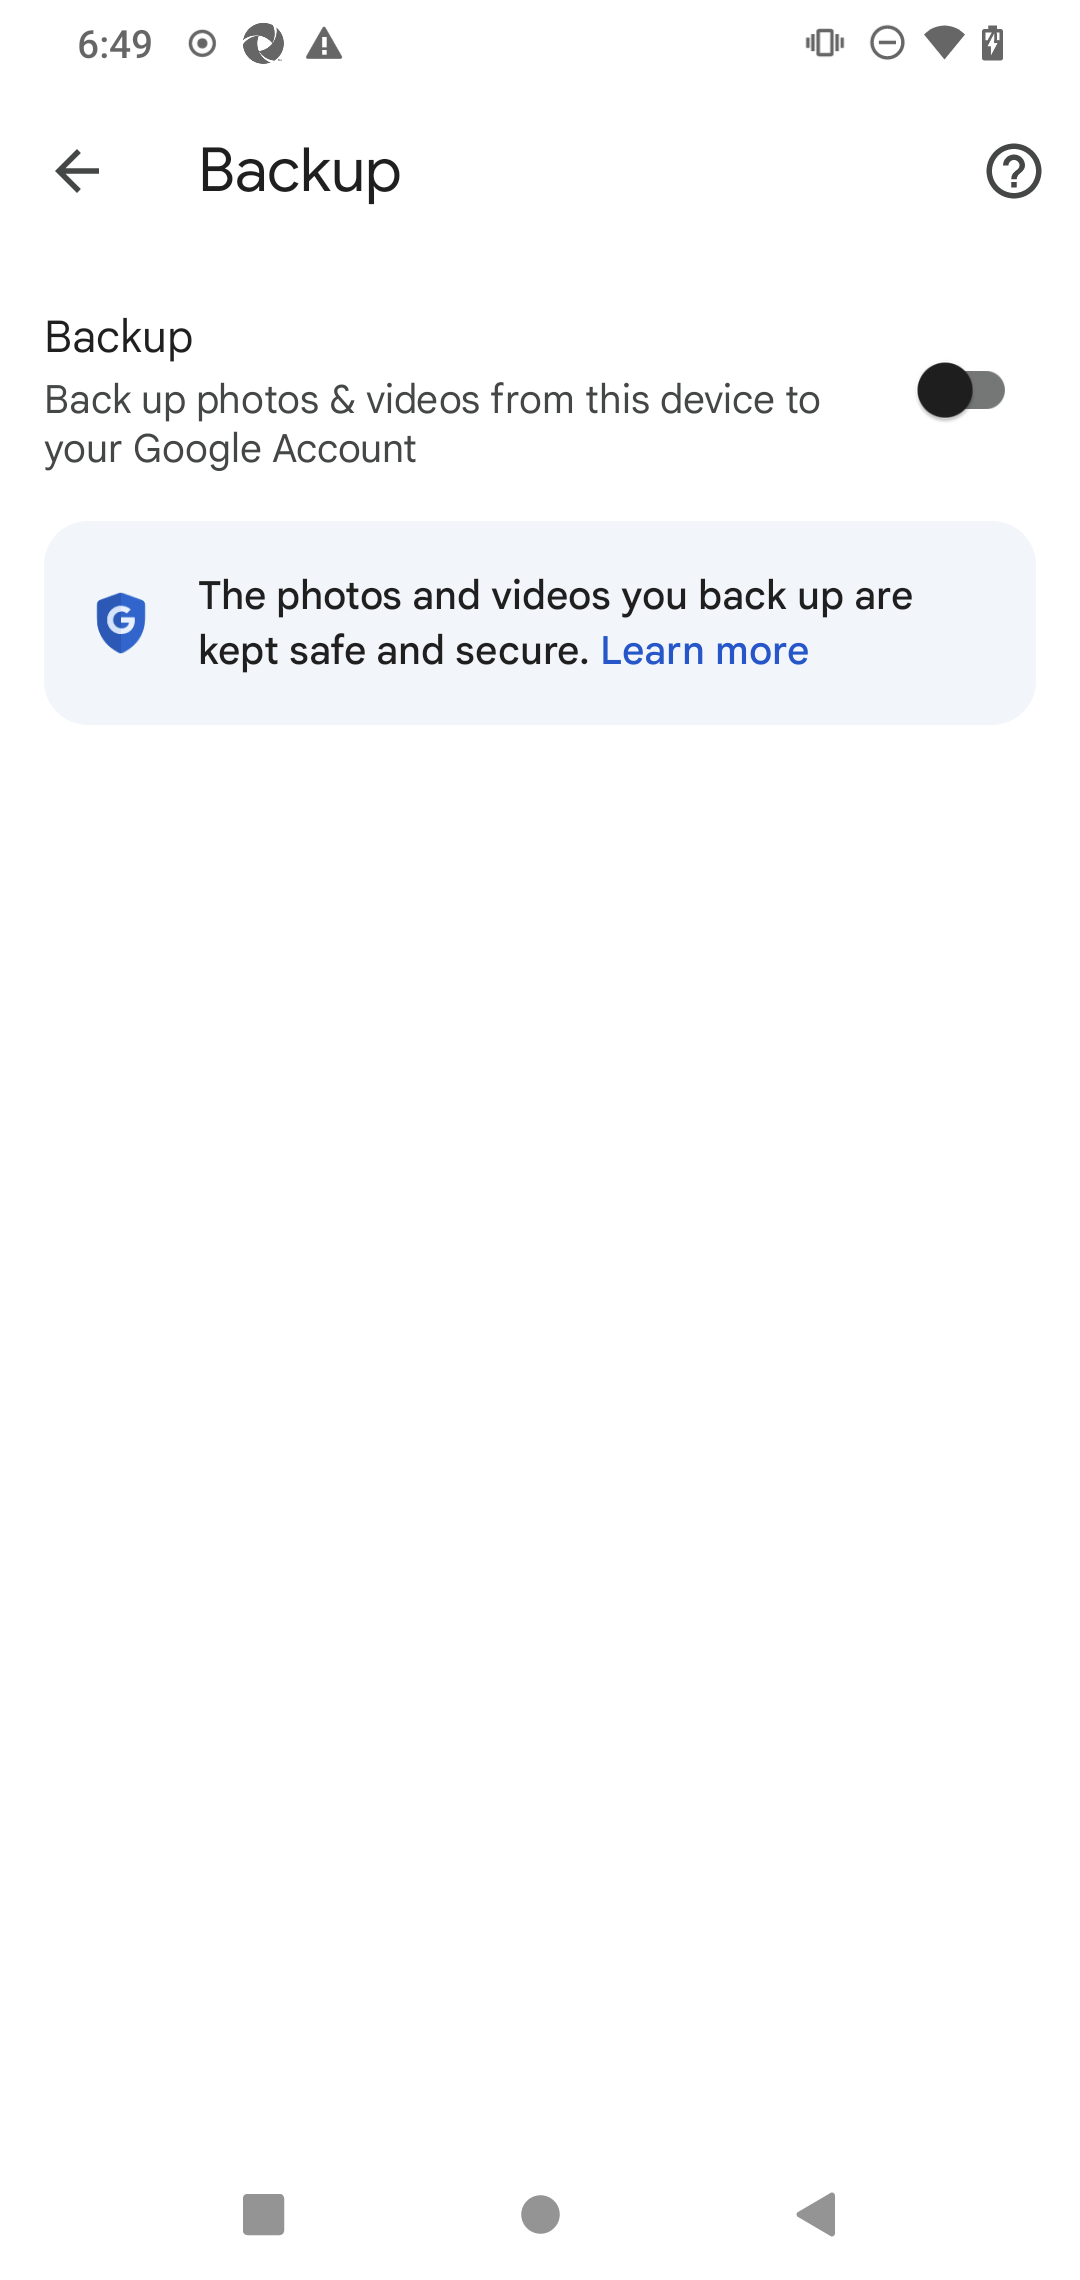 6:49
Backup
Backup
Back up photos & videos from this device to
your Google Account
The photos and videos you back up are
kept safe and secure. Learn more